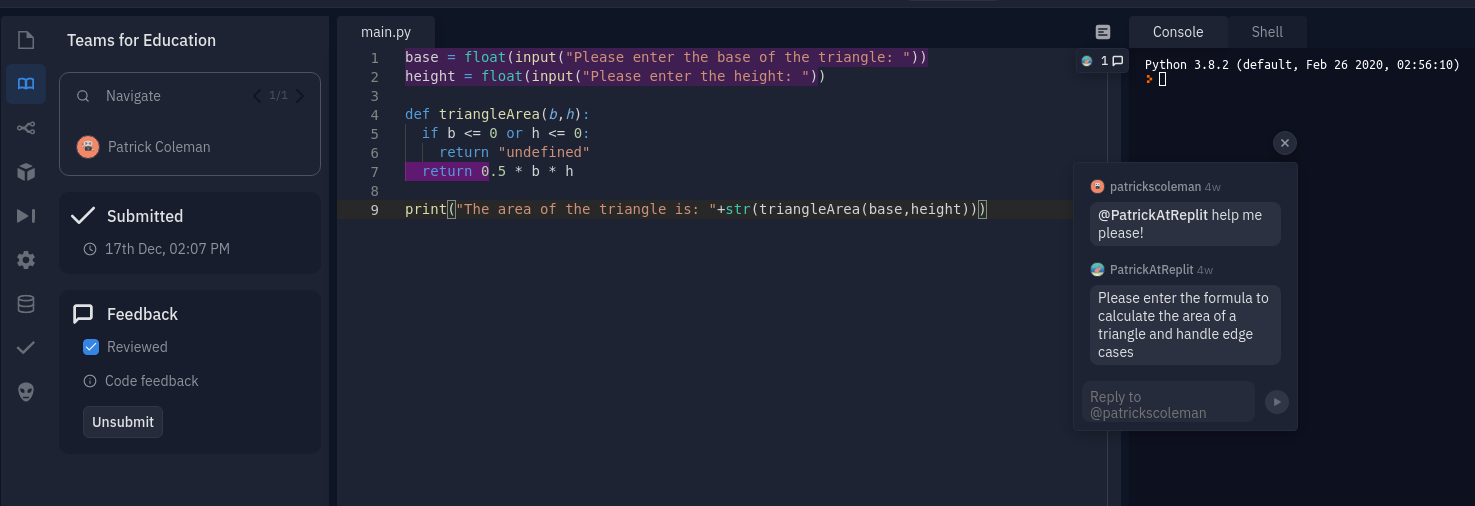 Teams for Education
Navigate
1/1
Patrick Coleman
Submitted
17th Dec, 02:07 PM
Feedback
Reviewed
Code feedback
Unsubmit
main.py
1 base = float(input("Please enter the base of the triangle: "))
2 height = float(input("Please enter the height: "))
3
4 def triangleArea(b,h):
5 if b <= 0 or h <= 0:
6 return "undefined"
7 return 0.5 * b * h
8
9 print("The area of the triangle is: "+str(triangleArea(base,height)))
1
Console Shell
Python 3.8.2 (default, Feb 26 2020, 02:56:10)
patrickscoleman 4w
@PatrickAtReplit help me
please!
PatrickAtReplit 4w
Please enter the formula to
calculate the area of a
triangle and handle edge
cases
Reply to
@patrickscoleman